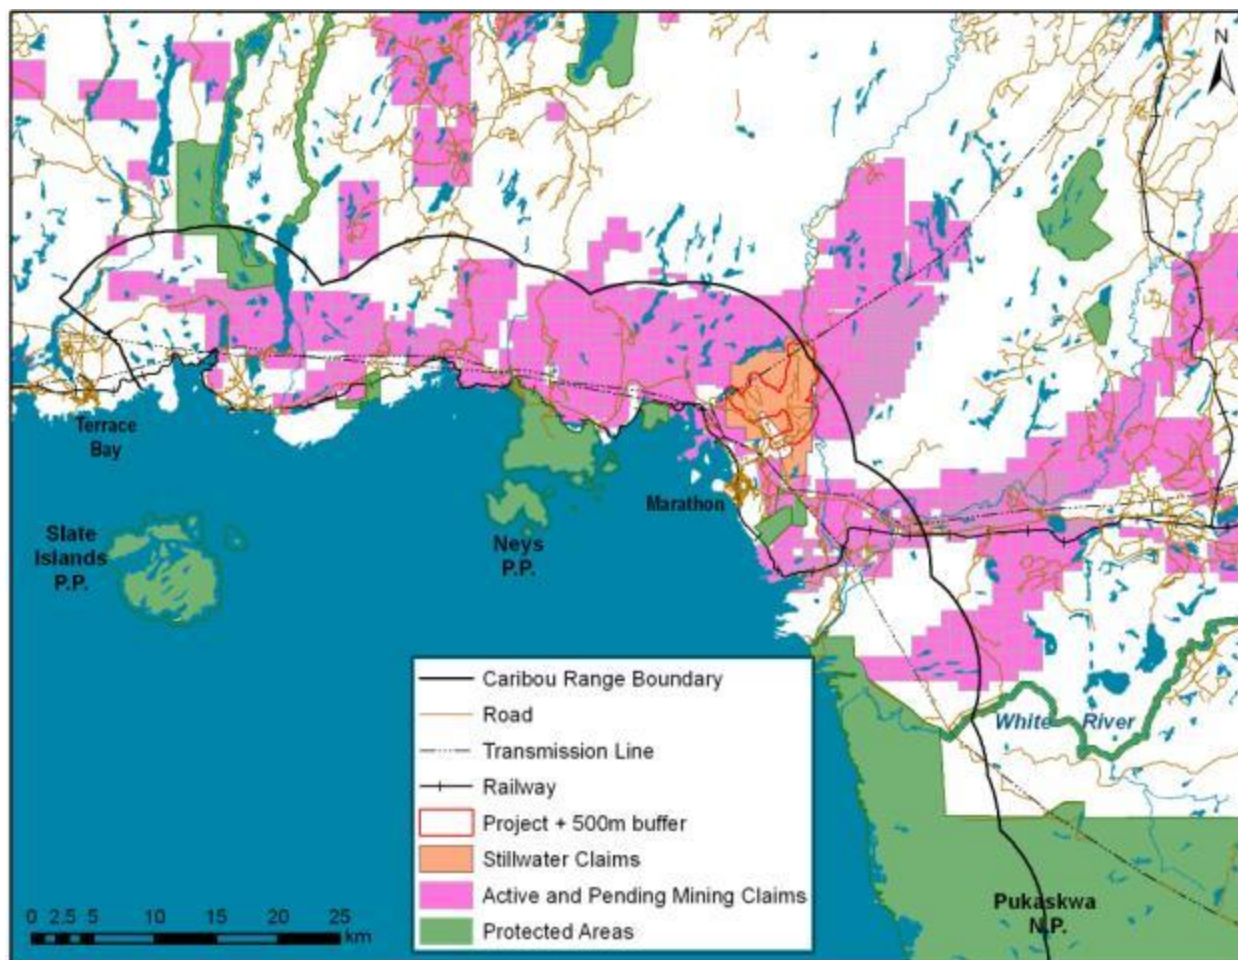 N
Terrace
Bay
Marathon
Slate
Islands
P.P.
Neys
P.P.
White River
Pukaskwa
N.P.
Caribou Range Boundary
Road
Transmission Line
Railway
Project + 500m buffer
Stillwater Claims
Active and Pending Mining Claims
Protected Areas
0 2.5 5 10 15 20 25
km